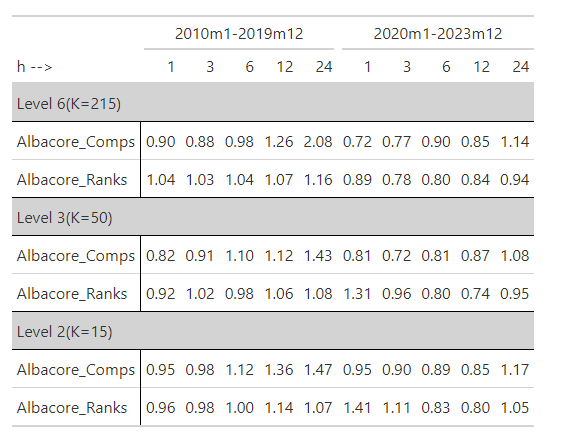 2010m1-2019m12 2020m1-2023m12
h --> 1 3 6 12 24 1 3 6 12 24
Level 6(K=215)
Albacore_Comps 0.90 0.88 0.98 1.26 2.08 0.72 0.77 0.90 0.85 1.14
Albacore_Ranks 1.04 1.03 1.04 1.07 1.16 0.89 0.78 0.80 0.84 0.94
Level 3(K=50)
Albacore_Comps 0.82 0.91 1.10 1.12 1.43 0.81 0.72 0.81 0.87 1.08
Albacore_Ranks 0.92 1.02 0.98 1.06 1.08 1.31 0.96 0.80 0.74 0.95
Level 2(K=15)
Albacore_Comps 0.95 0.98 1.12 1.36 1.47 0.95 0.90 0.89 0.85 1.17
Albacore_Ranks 0.96 0.98 1.00 1.14 1.07 1.41 1.11 0.83 0.80 1.05